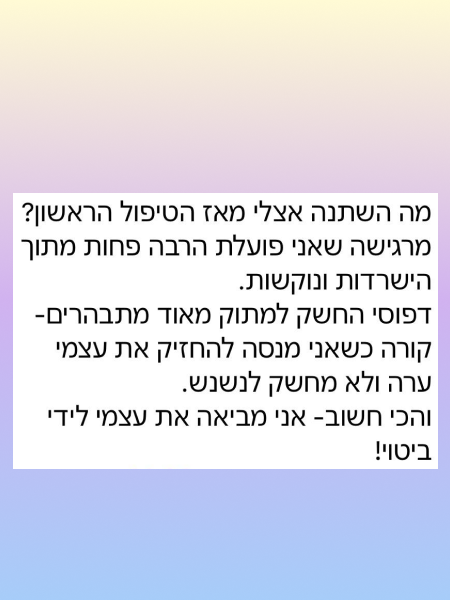 מה השתנה אצלי מאז הטיפול הראשון?
מרגישה שאני פועלת הרבה פחות מתוך
הישרדות ונוקשות.
דפוסי החשק למתוק מאוד מתבהרים-
קורה כשאני מנסה להחזיק את עצמי
ערה ולא מחשק לנשנש.
והכי חשוב- אני מביאה את עצמי לידי
ביטוי!